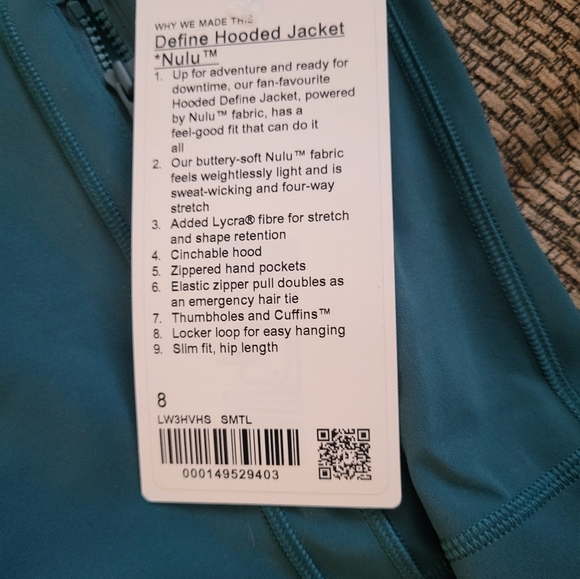 WHY WE MADE THIS
Define Hooded Jacket
*Nulu™
1. Up for adventure and ready for
downtime, our fan-favourite
Hooded Define Jacket, powered
by Nulu™ fabric, has a
feel-good fit that can do it
all
2. Our buttery-soft Nulu™ fabric
feels weightlessly light and is
sweat-wicking and four-way
stretch
3. Added Lycra® fibre for stretch
and shape retention
4. Cinchable hood
5. Zippered hand pockets
6. Elastic zipper pull doubles as
an emergency hair tie
7. Thumbholes and Cuffins™
8. Locker loop for easy hanging
9. Slim fit, hip length
8
LW3HVHS SMTL
000149529403